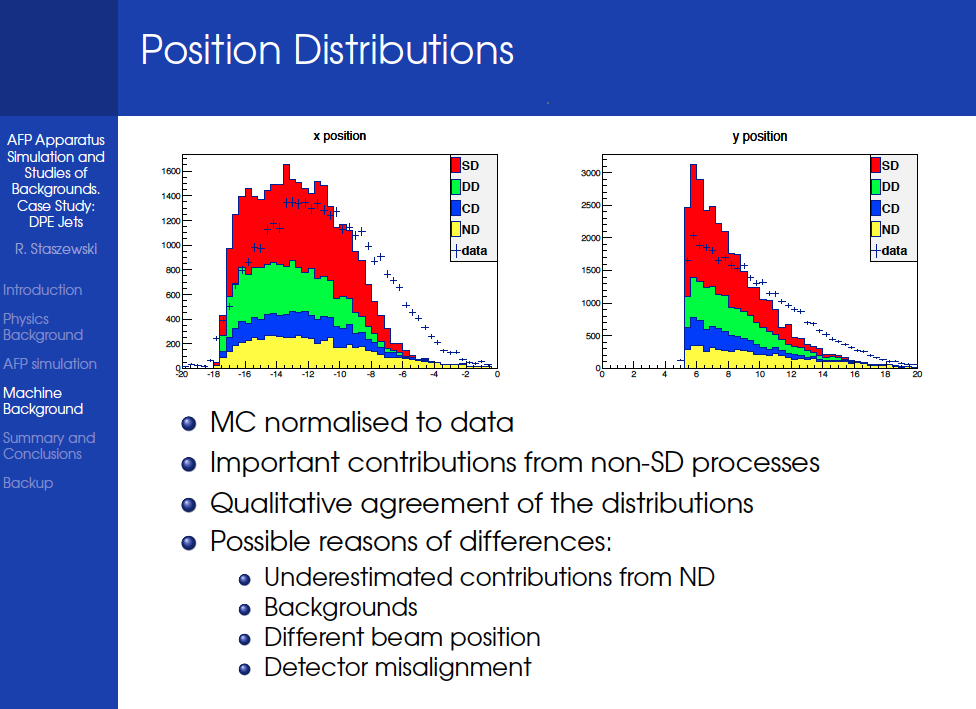 Position Distributions
AFP Apparatus
Simulation and
Studies of
Backgrounds.
Case Study:
DPE Jets
R. Staszewski
Introduction
Physics
Background
AFP simulation
Machine
Background
Summary and
Conclusions
Backup
x position
1600
1400
1200
1000
800
600
400
200
0
-20 -18 -16 -14 -12 -10 -8 -6 -4 -2 0
SD
DD
CD
ND
data
y position
3000
2500
2000
1500
1000
500
0
0 2 4 6 8 10 12 14 16 18 20
SD
DD
CD
ND
data
MC normalised to data
Important contributions from non-SD processes
Qualitative agreement of the distributions
Possible reasons of differences:
Underestimated contributions from ND
Backgrounds
Different beam position
Detector misalignment